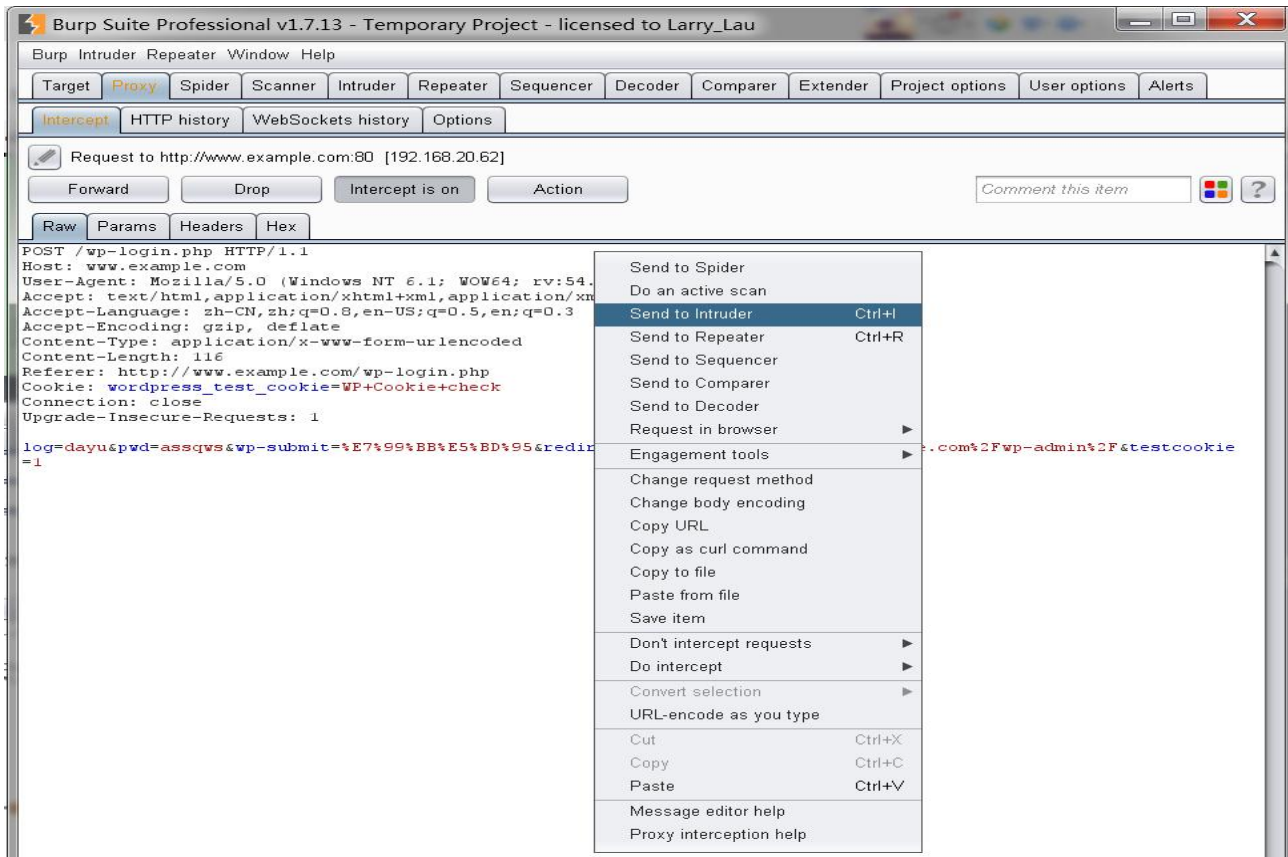 Burp Suite Professional v1.7.13 - Temporary Project - licensed to Larry_Lau
Burp Intruder Repeater Window Help
Target Proxy Spider Scanner Intruder Repeater Sequencer Decoder Comparer Extender Project options User options Alerts
Intercept HTTP history WebSockets history Options
Request to http://www.example.com:80 [192.168.20.62]
Forward Drop Intercept is on Action Comment this item ?
Raw Params Headers Hex
POST /wp-login.php HTTP/1.1
Host: www.example.com
User-Agent: Mozilla/5.0 (Windows NT 6.1; WOW64; rv:54.
Accept: text/html,application/xhtml+xml,application/xm
Accept-Language: zh-CN,zh;q=0.8,en-US;q=0.5,en;q=0.3
Accept-Encoding: gzip, deflate
Content-Type: application/x-www-form-urlencoded
Content-Length: 116
Referer: http://www.example.com/wp-login.php
Cookie: wordpress_test_cookie=WP+Cookie+check
Connection: close
Upgrade-Insecure-Requests: 1
log=dayu&pwd=assqws&wp-submit=%E7%99%BB%E5%BD%95&redir e.com%2Fwp-admin%2F&testcookie
=1
Send to Spider
Do an active scan
Send to Intruder Ctrl+I
Send to Repeater Ctrl+R
Send to Sequencer
Send to Comparer
Send to Decoder
Request in browser
Engagement tools
Change request method
Change body encoding
Copy URL
Copy as curl command
Copy to file
Paste from file
Save item
Don't intercept requests
Do intercept
Convert selection
URL-encode as you type
Cut Ctrl+X
Copy Ctrl+C
Paste Ctrl+V
Message editor help
Proxy interception help